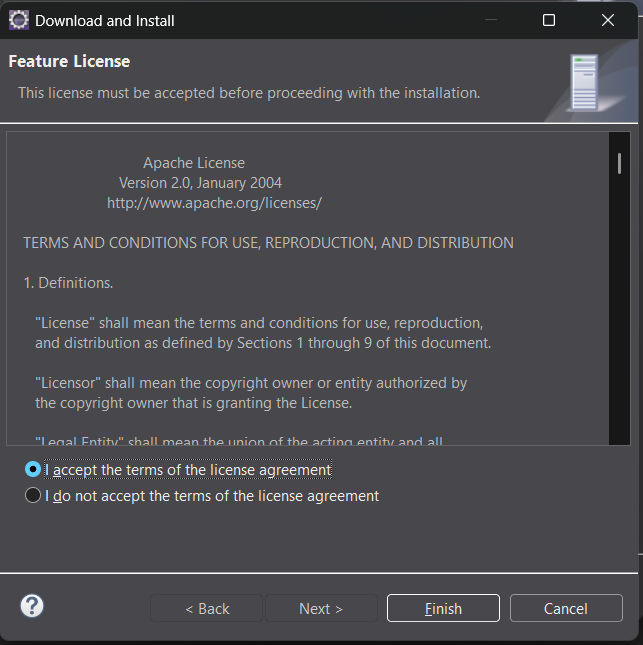 Download and Install
Feature License
This license must be accepted before proceeding with the installation.
Apache License
Version 2.0, January 2004
http://www.apache.org/licenses/
TERMS AND CONDITIONS FOR USE, REPRODUCTION, AND DISTRIBUTION
1. Definitions.
"License" shall mean the terms and conditions for use, reproduction,
and distribution as defined by Sections 1 through 9 of this document.
"Licensor" shall mean the copyright owner or entity authorized by
the copyright owner that is granting the License.
"Legal Entity" shall mean the union of the acting entity and all
I accept the terms of the license agreement
I do not accept the terms of the license agreement
?
< Back
Next >
Finish
Cancel